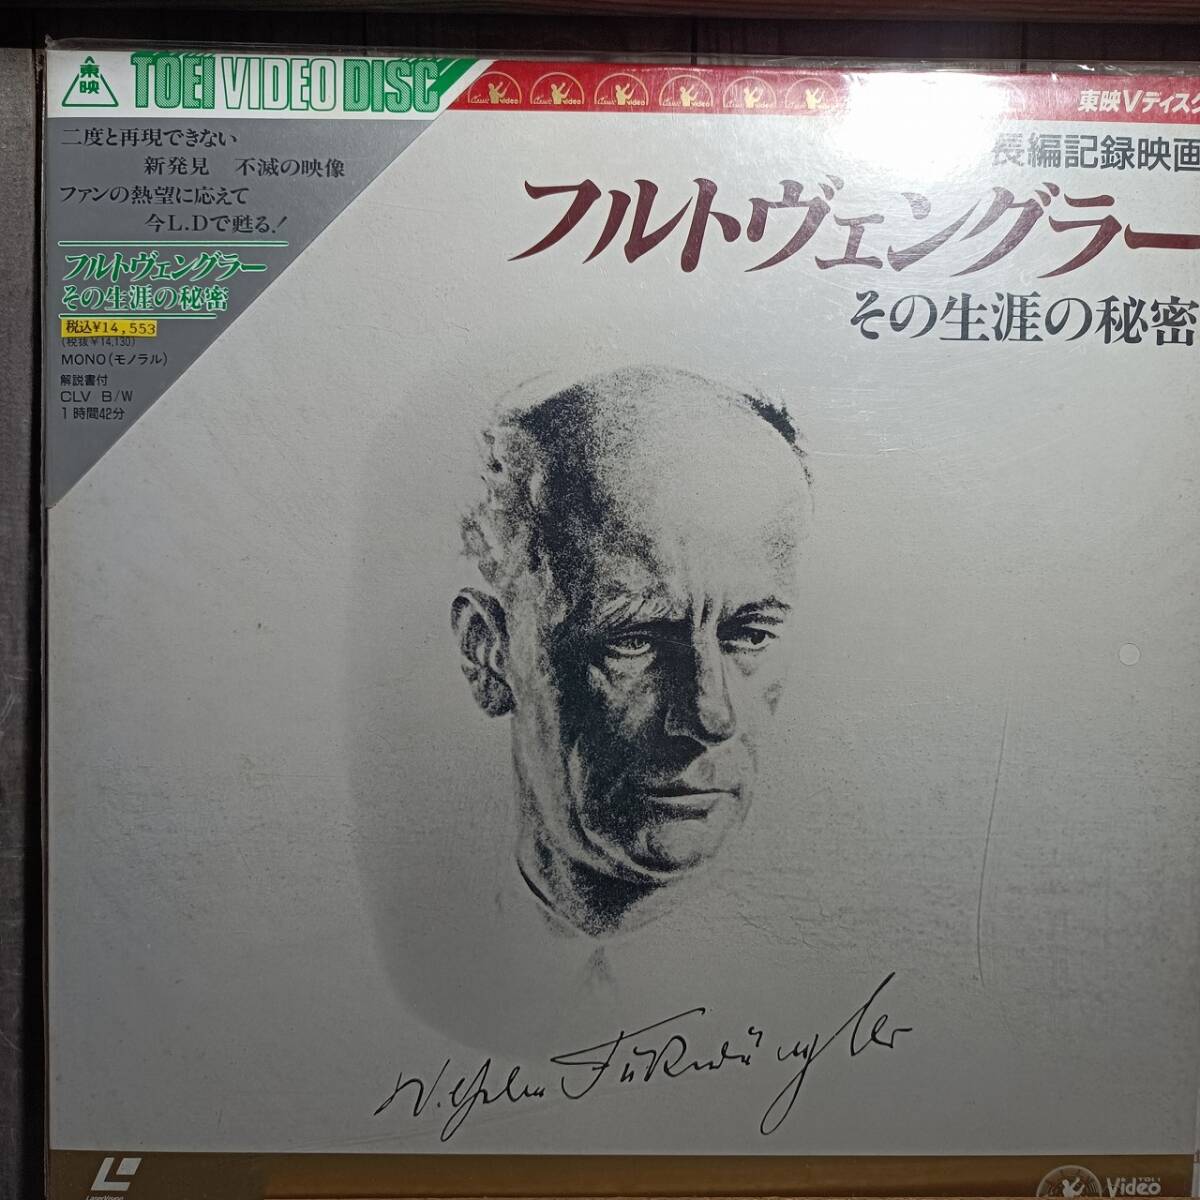 東映
TOEI VIDEO DISC
東映Vディスク
二度と再現できない
新発見 不滅の映像
ファンの熱望に応えて
今L.Dで甦る!
フルトヴェングラー
その生涯の秘密
税込¥14,553
(税抜¥14,130)
MONO(モノラル)
解説書付
CLV B/W
1時間42分
長編記録映画
フルトヴェングラー
その生涯の秘密
Wilhelm Furtwängler
LaserVision
TOEI
Video